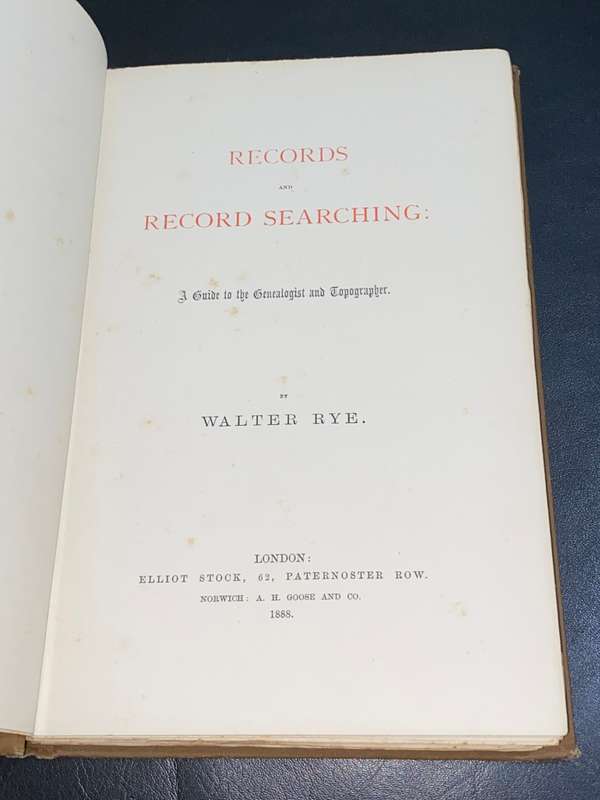 RECORDS
AND
RECORD SEARCHING:
A Guide to the Genealogist and Topographer.
BY
WALTER RYE.
LONDON:
ELLIOT STOCK, 62, PATERNOSTER ROW.
NORWICH: A. H. GOOSE AND CO.
1888.